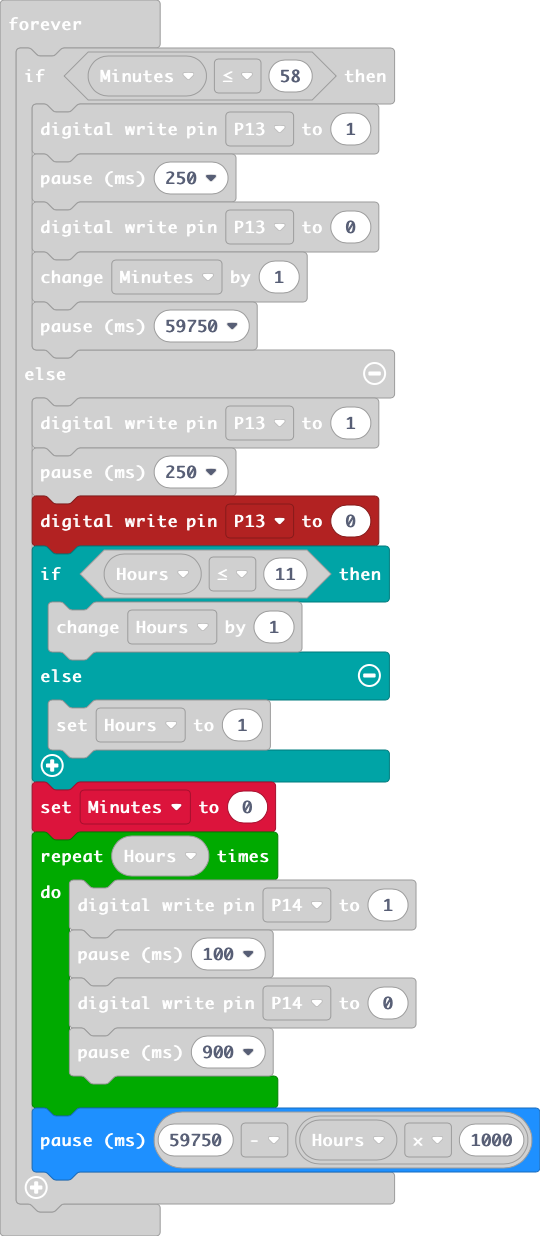 forever
if Minutes ≤ 58 then
digital write pin P13 to 1
pause (ms) 250
digital write pin P13 to 0
change Minutes by 1
pause (ms) 59750
else
digital write pin P13 to 1
pause (ms) 250
digital write pin P13 to 0
if Hours ≤ 11 then
change Hours by 1
else
set Hours to 1
set Minutes to 0
repeat Hours times
do
digital write pin P14 to 1
pause (ms) 100
digital write pin P14 to 0
pause (ms) 900
pause (ms) 59750 - Hours × 1000